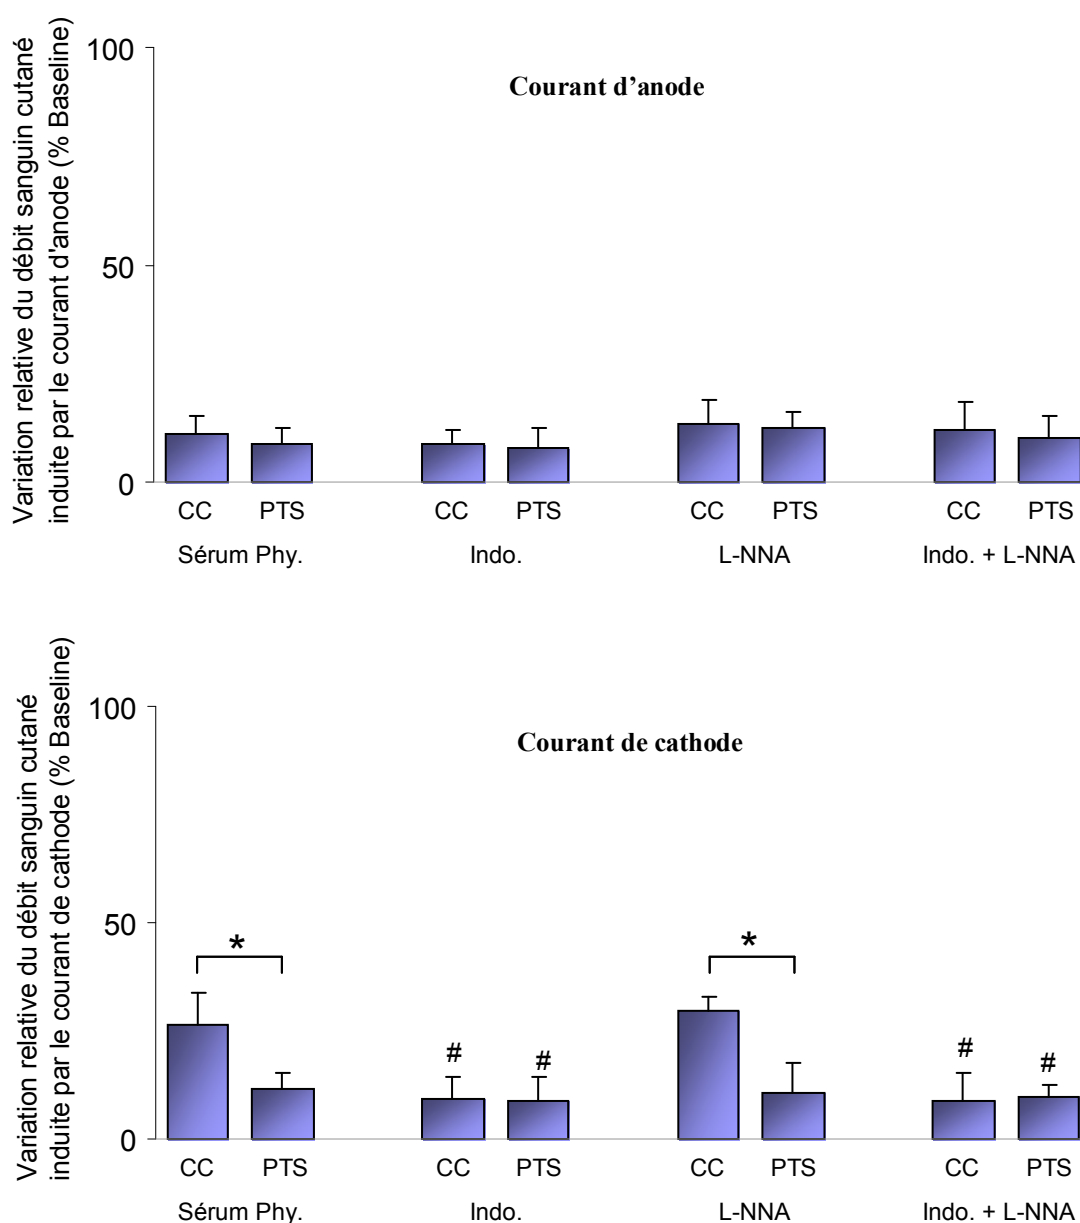 Variation relative du débit sanguin cutané
induite par le courant d'anode (% Baseline)
100
50
0
Courant d’anode
CC PTS CC PTS CC PTS CC PTS
Sérum Phy. Indo. L-NNA Indo. + L-NNA
Variation relative du débit sanguin cutané
induite par le courant de cathode (% Baseline)
100
50
0
Courant de cathode
* *
# # # #
CC PTS CC PTS CC PTS CC PTS
Sérum Phy. Indo. L-NNA Indo. + L-NNA